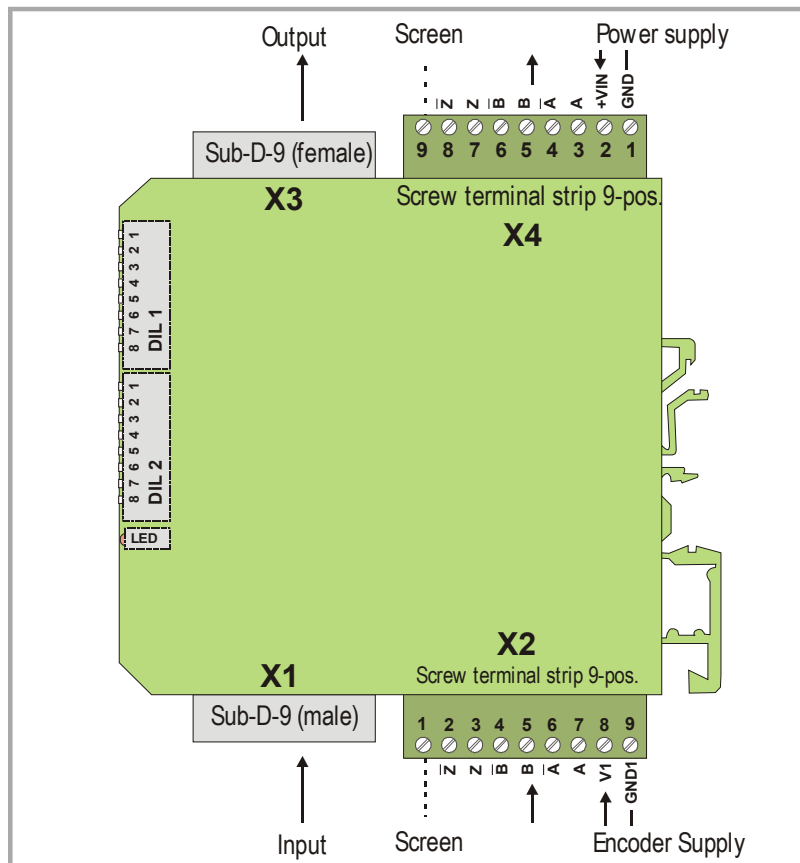 Output Screen Power supply
Z̅ Z B̅ B A̅ A +VIN GND
9 8 7 6 5 4 3 2 1
Sub-D-9 (female)
Screw terminal strip 9-pos.
X3
X4
1 2 3 4 5 6 7 8
DIL 1
1 2 3 4 5 6 7 8
DIL 2
LED
X2
Screw terminal strip 9-pos.
X1
Sub-D-9 (male)
1 2 3 4 5 6 7 8 9
Z̅ Z B̅ B A̅ A V1 GND1
Input Screen Encoder Supply